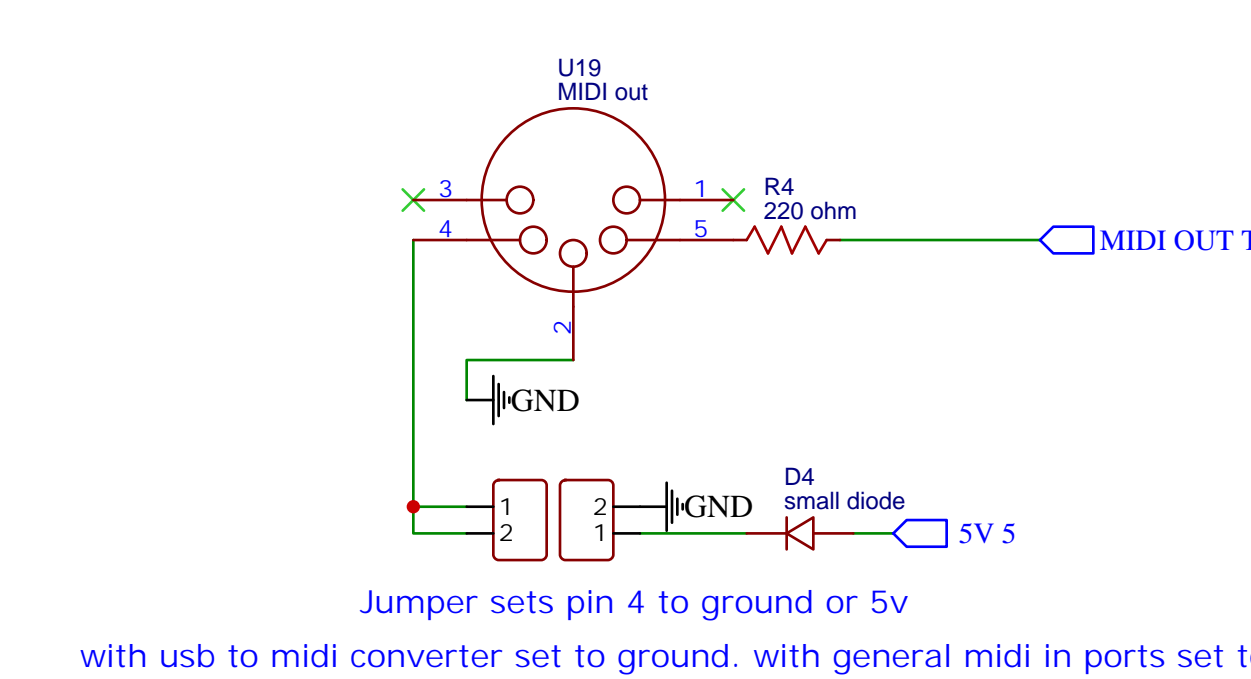 U19
MIDI out
3
1
R4
220 ohm
4
5
MIDI OUT
2
GND
D4
small diode
1
2
GND
2
1
5V 5
Jumper sets pin 4 to ground or 5v
with usb to midi converter set to ground. with general midi in ports set